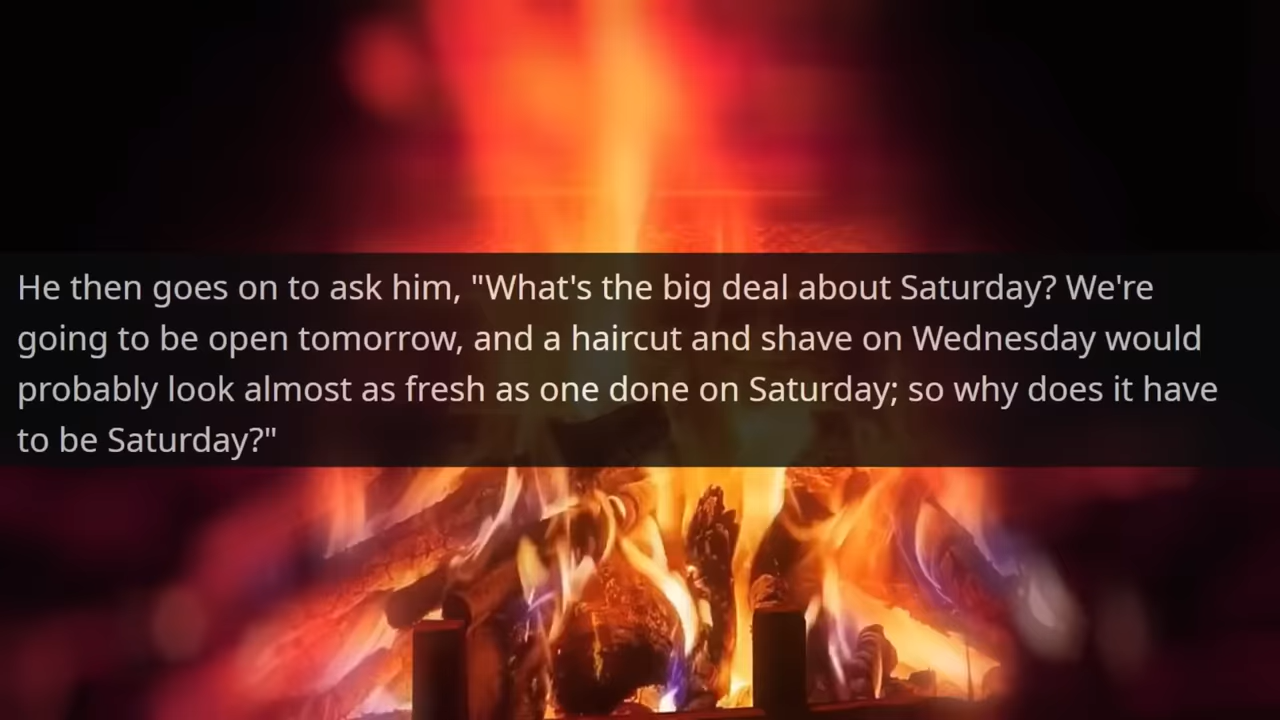 He then goes on to ask him, "What's the big deal about Saturday? We're
going to be open tomorrow, and a haircut and shave on Wednesday would
probably look almost as fresh as one done on Saturday; so why does it have
to be Saturday?"